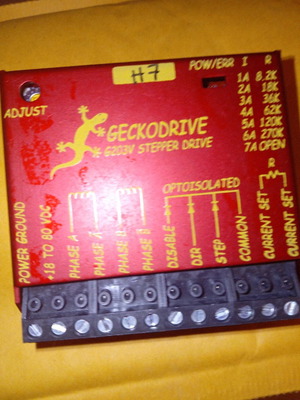 H7
POW/ERR I R
1A 8.2K
2A 18K
3A 36K
4A 62K
5A 120K
6A 270K
7A OPEN
ADJUST
GECKODRIVE
G203V STEPPER DRIVE
OPTOISOLATED
R
POWER GROUND
+18 TO 80 VDC
PHASE A
PHASE A
PHASE B
PHASE B
DISABLE
DIR
STEP
COMMON
CURRENT SET
CURRENT SET